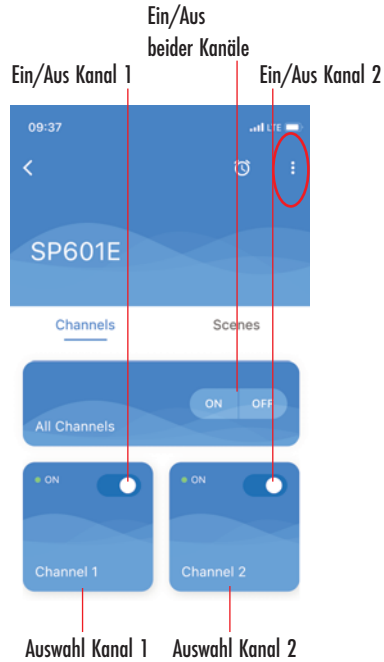 Ein/Aus
beider Kanäle
Ein/Aus Kanal 1
Ein/Aus Kanal 2
09:37
LTE
SP601E
Channels
Scenes
ON
OFF
All Channels
ON
ON
Channel 1
Channel 2
Auswahl Kanal 1
Auswahl Kanal 2